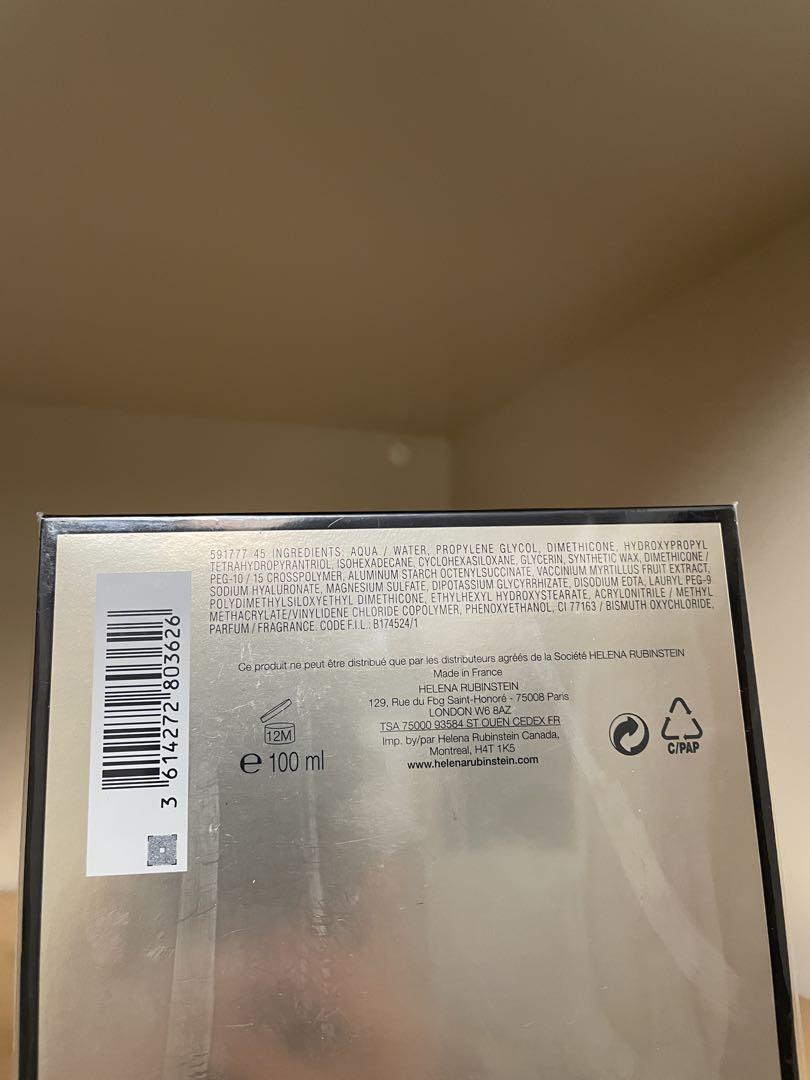 591777 45 INGREDIENTS: AQUA / WATER, PROPYLENE GLYCOL, DIMETHICONE, HYDROXYPROPYL
TETRAHYDROPYRANTRIOL, ISOHEXADECANE, CYCLOHEXASILOXANE, GLYCERIN, SYNTHETIC WAX, DIMETHICONE /
PEG-10 / 15 CROSSPOLYMER, ALUMINUM STARCH OCTENYLSUCCINATE, VACCINIUM MYRTILLUS FRUIT EXTRACT,
SODIUM HYALURONATE, MAGNESIUM SULFATE, DIPOTASSIUM GLYCYRRHIZATE, DISODIUM EDTA, LAURYL PEG-9
POLYDIMETHYLSILOXYETHYL DIMETHICONE, ETHYLHEXYL HYDROXYSTEARATE, ACRYLONITRILE / METHYL
METHACRYLATE/VINYLIDENE CHLORIDE COPOLYMER, PHENOXYETHANOL, CI 77163 / BISMUTH OXYCHLORIDE,
PARFUM / FRAGRANCE. CODE F.I.L.: B174524/1
3 614272 803626
Ce produit ne peut être distribué que par les distributeurs agréés de la Société HELENA RUBINSTEIN
Made in France
HELENA RUBINSTEIN
129, Rue du Fbg Saint-Honoré - 75008 Paris
LONDON W6 8AZ
TSA 75000 93584 ST OUEN CEDEX FR
Imp. by/par Helena Rubinstein Canada,
Montreal, H4T 1K5
www.helenarubinstein.com
12M
e 100 ml
C/PAP